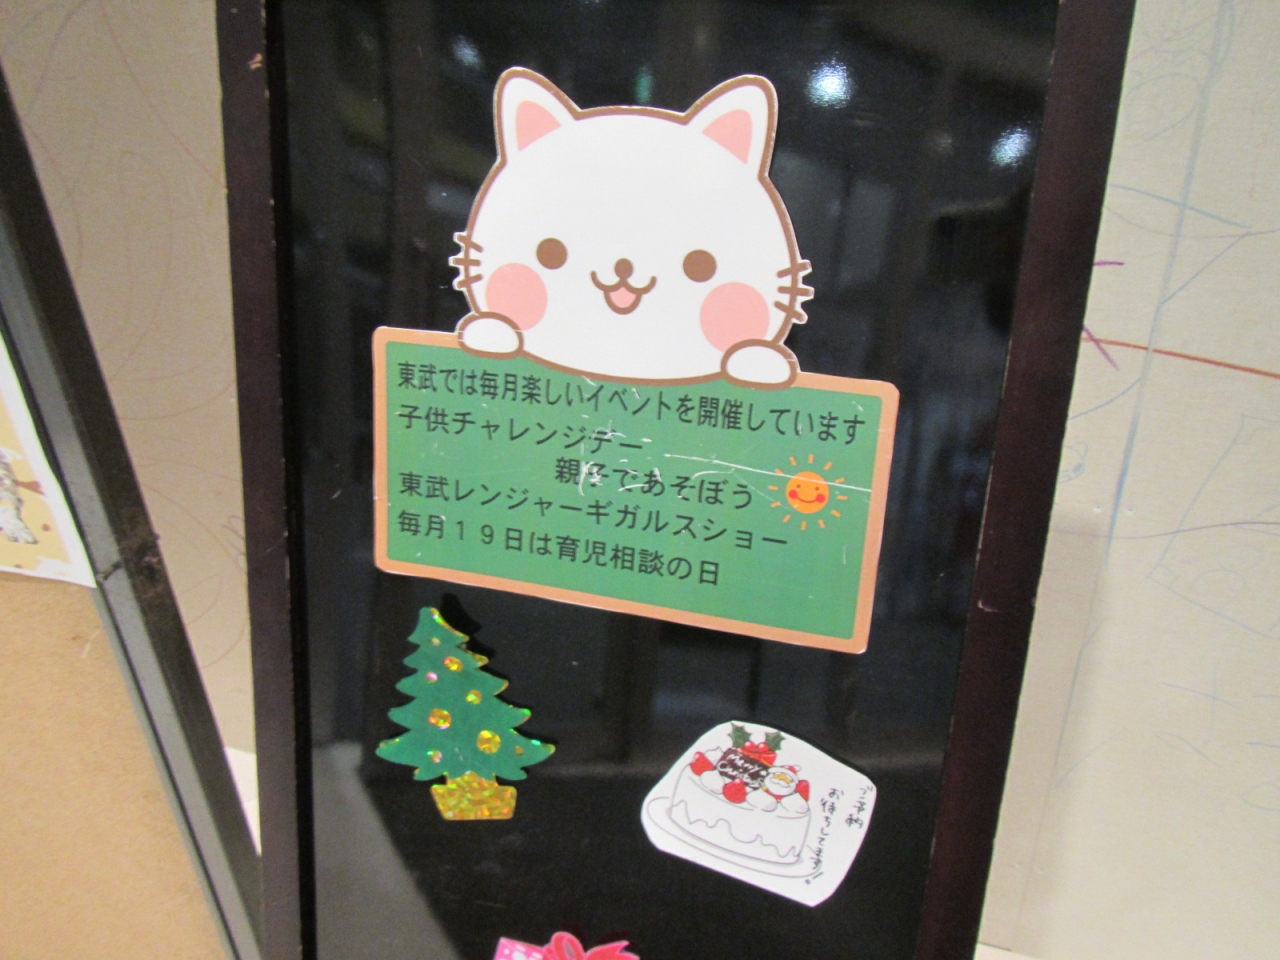 東武では毎月楽しいイベントを開催しています
子供チャレンジデー
親子であそぼう
東武レンジャーギガルスショー
毎月１９日は育児相談の日
Merry
Christmas
ご予約
お待ちしてます!!